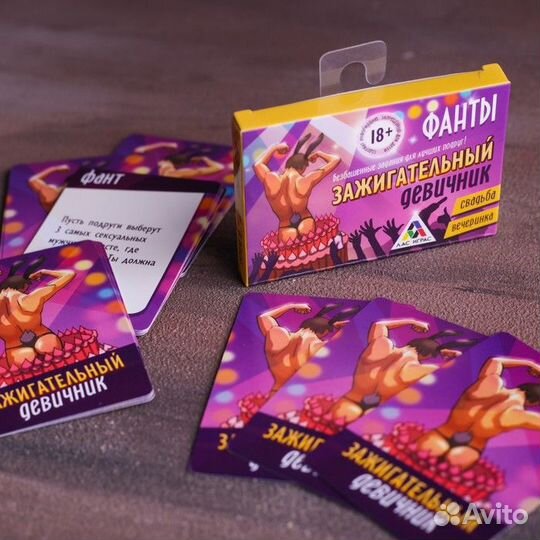 ФАНТЫ
18+
Безбашенные задания для лучших подруг!
ЗАЖИГАТЕЛЬНЫЙ
девичник
свадьба
вечеринка
ЛАС ИГРАС
ФАНТ
Пусть подруги выберут
3 самых сексуальных
где
Ты должна
ЗАЖИГАТЕЛЬНЫЙ
девичник
ЗАЖИГАТЕЛЬНЫЙ
девичник
Avito